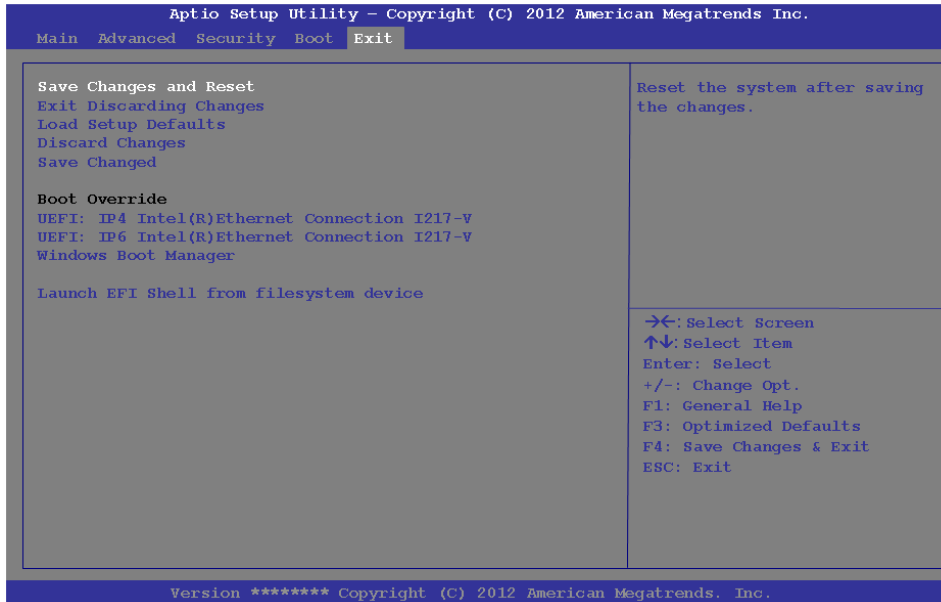 Aptio Setup Utility – Copyright (C) 2012 American Megatrends Inc.
Main Advanced Security Boot Exit
Save Changes and Reset
Exit Discarding Changes
Load Setup Defaults
Discard Changes
Save Changed
Boot Override
UEFI: IP4 Intel(R)Ethernet Connection I217-V
UEFI: IP6 Intel(R)Ethernet Connection I217-V
Windows Boot Manager
Launch EFI Shell from filesystem device
Reset the system after saving
the changes.
→←:Select Screen
↑↓:Select Item
Enter: Select
+/-: Change Opt.
F1: General Help
F3: Optimized Defaults
F4: Save Changes & Exit
ESC: Exit
Version ******** Copyright (C) 2012 American Megatrends. Inc.